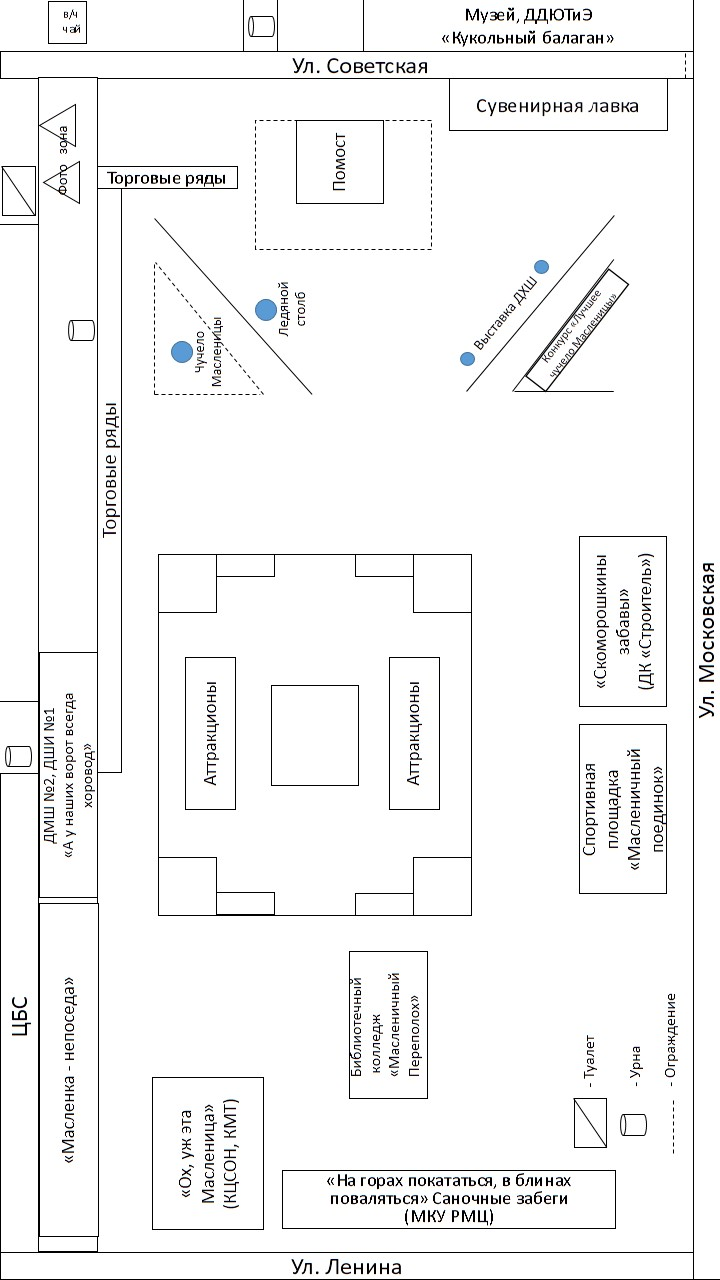 в/ч
чай
Музей, ДДЮТиЭ
«Кукольный балаган»
Ул. Советская
Сувенирная лавка
Фото зона
Торговые ряды
Помост
Ледяной
столб
Чучело
Масленицы
Выставка ДХШ
Конкурс «Лучшее
чучело Масленицы»
Торговые ряды
«Скоморошкины
забавы»
(ДК «Строитель»)
Ул. Московская
ДМШ №2, ДШИ №1
«А у наших ворот всегда
хоровод»
Аттракционы
Аттракционы
Спортивная
площадка
«Масленичный
поединок»
ЦБС
«Масленка - непоседа»
Библиотечный
колледж
«Масленичный
Переполох»
«Ох, уж эта
Масленица»
(КЦСОН, КМТ)
- Туалет
- Урна
- Ограждение
«На горах покататься, в блинах
поваляться» Саночные забеги
(МКУ РМЦ)
Ул. Ленина